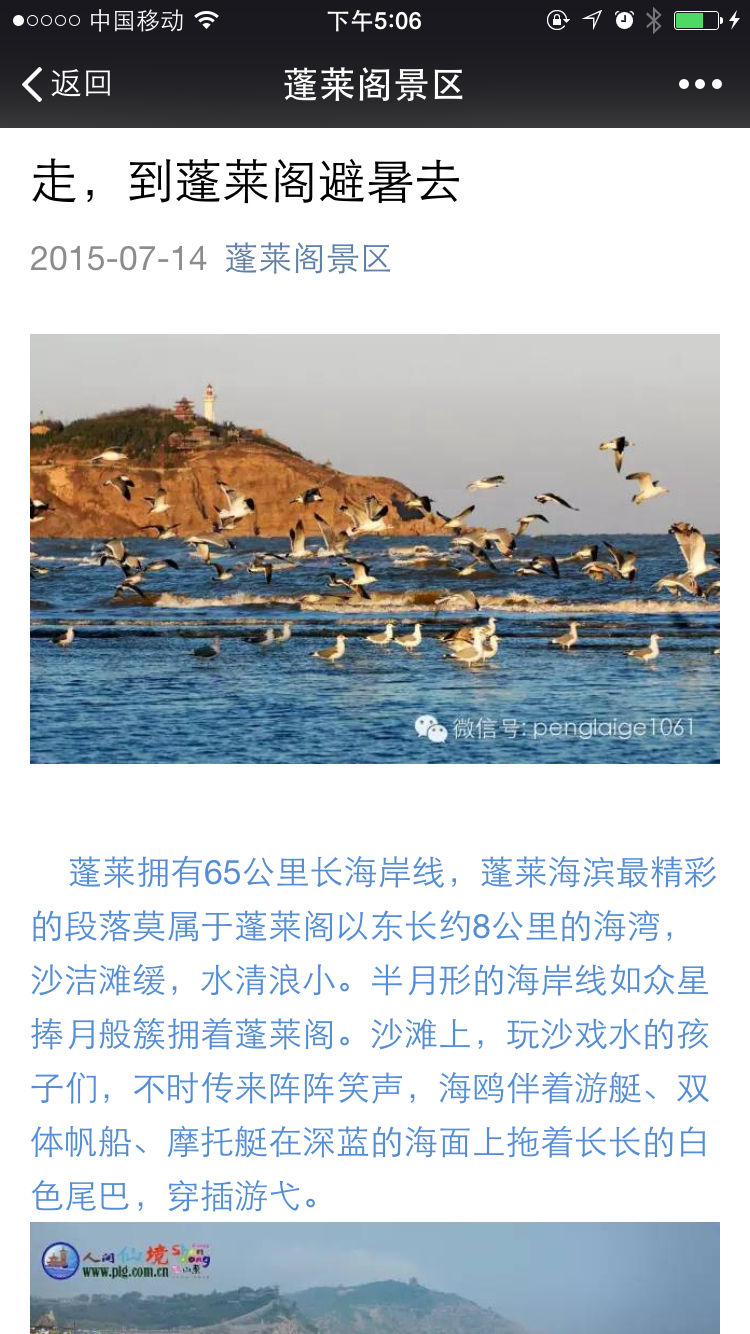 中国移动
下午5:06
返回
蓬莱阁景区
走，到蓬莱阁避暑去
2015-07-14 蓬莱阁景区
微信号: penglaige1061
蓬莱拥有65公里长海岸线，蓬莱海滨最精彩
的段落莫属于蓬莱阁以东长约8公里的海湾，
沙洁滩缓，水清浪小。半月形的海岸线如众星
捧月般簇拥着蓬莱阁。沙滩上，玩沙戏水的孩
子们，不时传来阵阵笑声，海鸥伴着游艇、双
体帆船、摩托艇在深蓝的海面上拖着长长的白
色尾巴，穿插游弋。
人间仙境
www.plg.com.cn